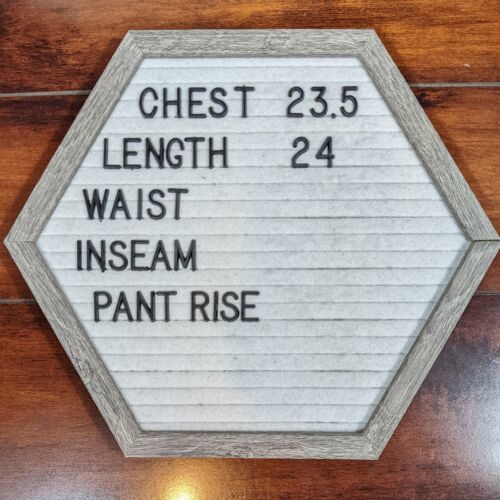 CHEST 23.5
LENGTH 24
WAIST
INSEAM
PANT RISE